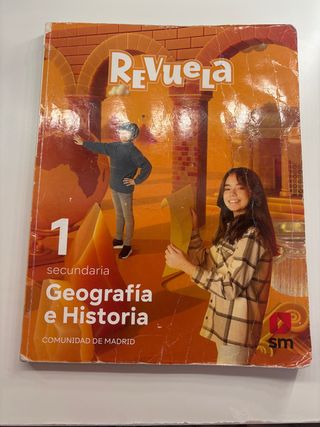 REVUELA
1
secundaria
Geografía
e Historia
COMUNIDAD DE MADRID
sm